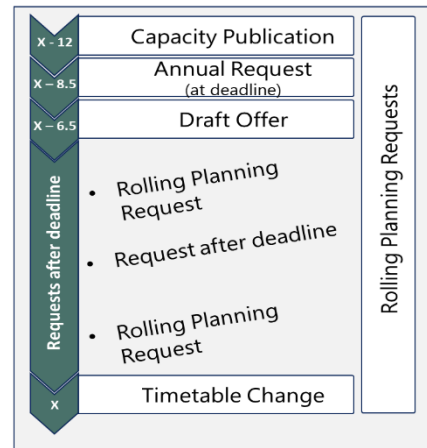 X - 12
Capacity Publication
X – 8.5
Annual Request
(at deadline)
X – 6.5
Draft Offer
Requests after deadline
• Rolling Planning
Request
• Request after deadline
• Rolling Planning
Request
X
Timetable Change
Rolling Planning Requests